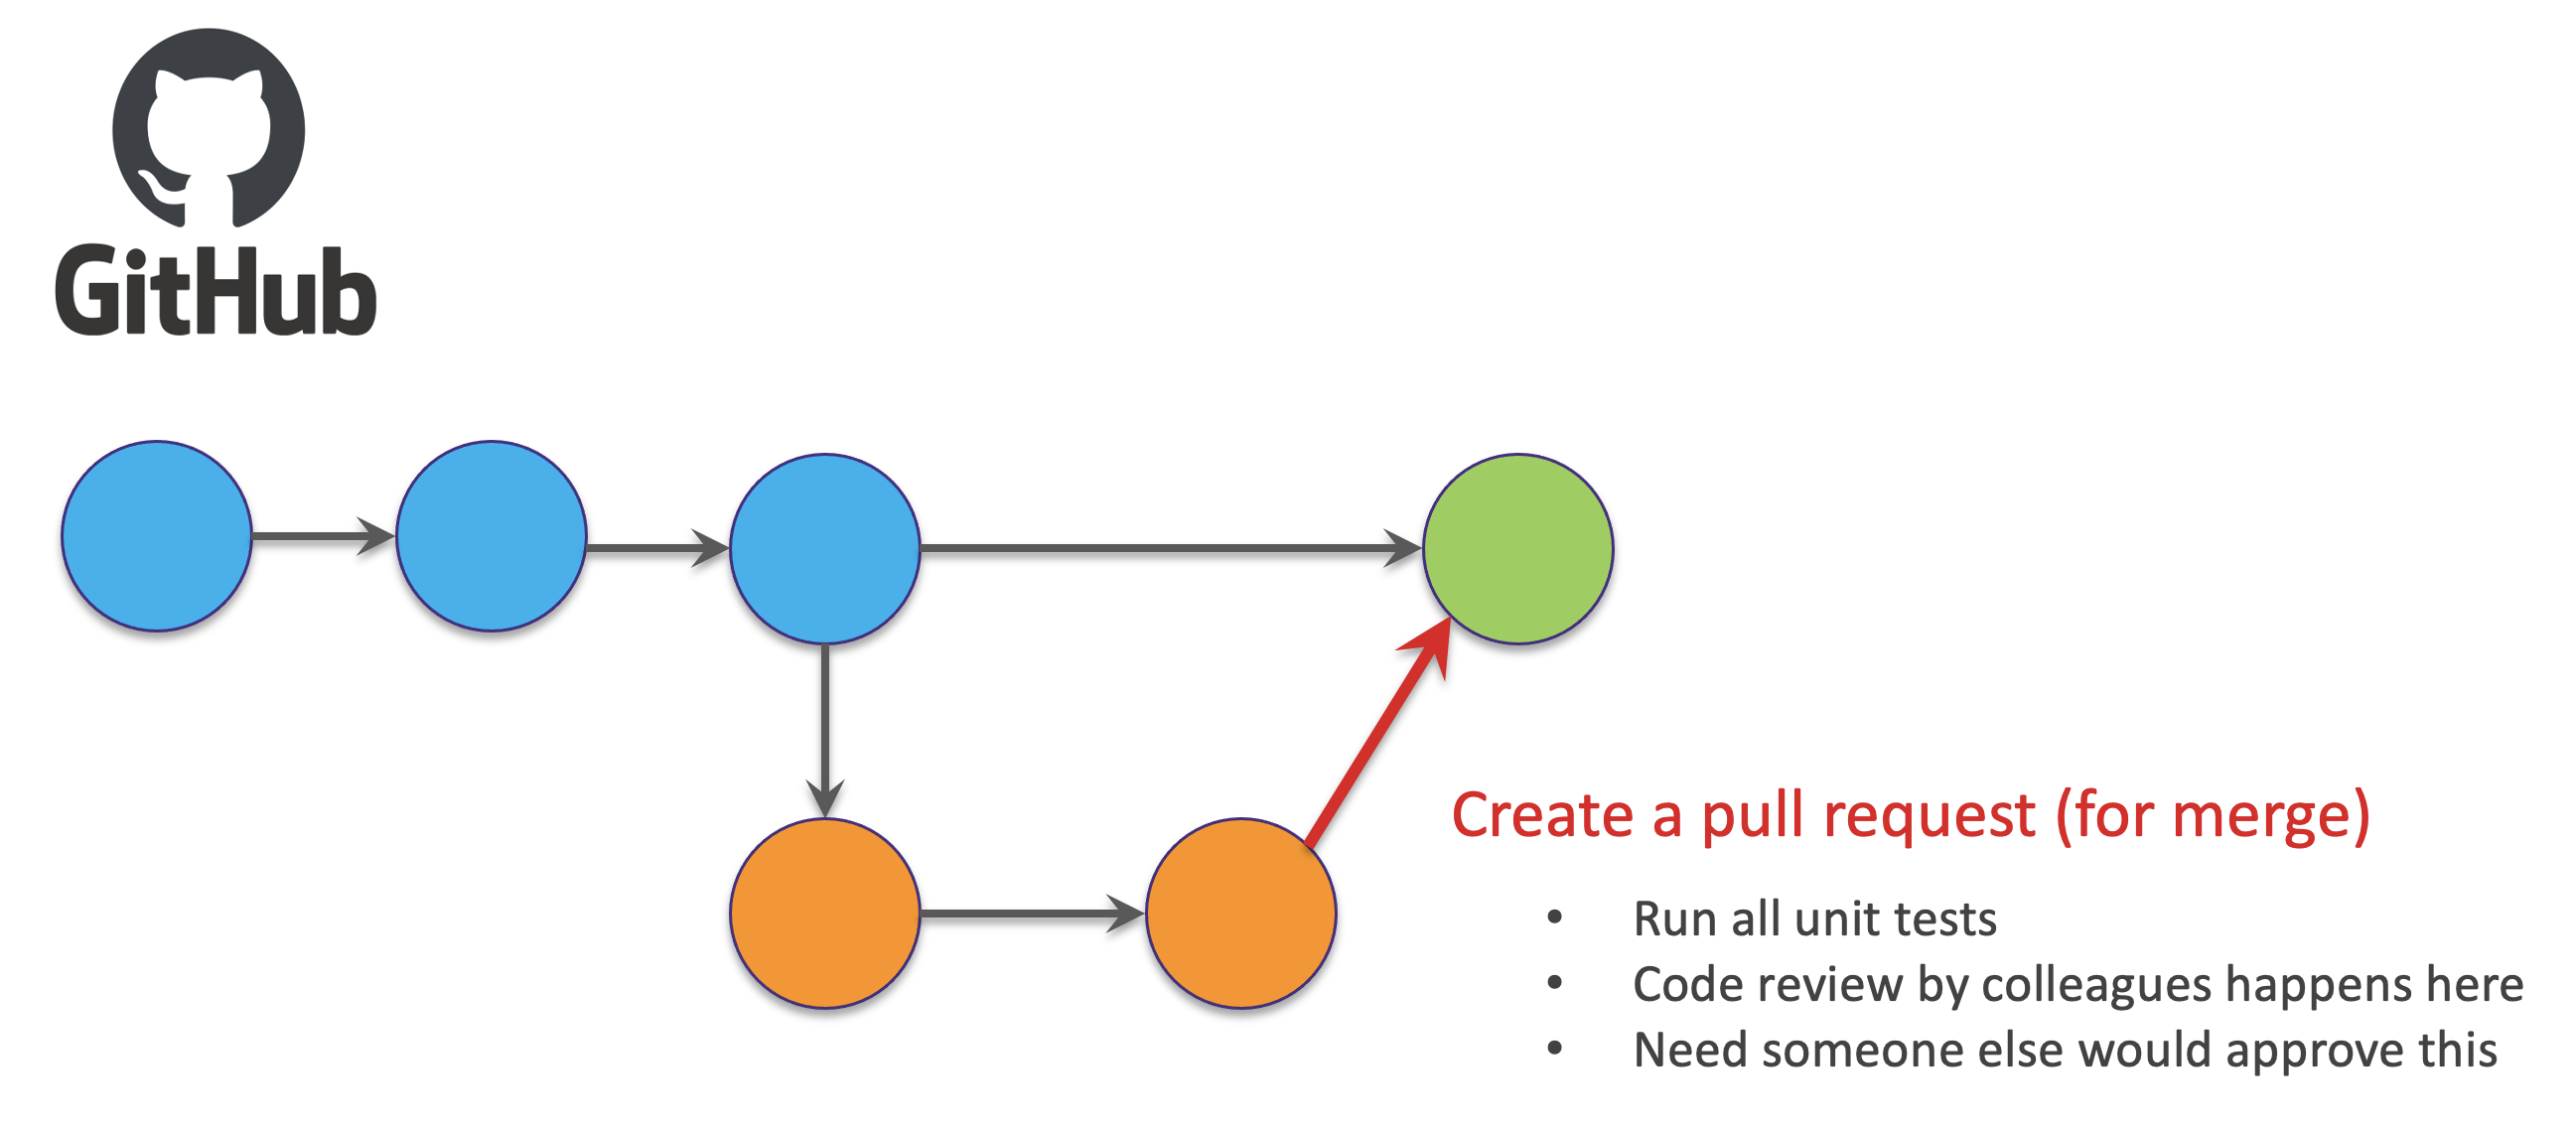 GitHub
Create a pull request (for merge)
• Run all unit tests
• Code review by colleagues happens here
• Need someone else would approve this